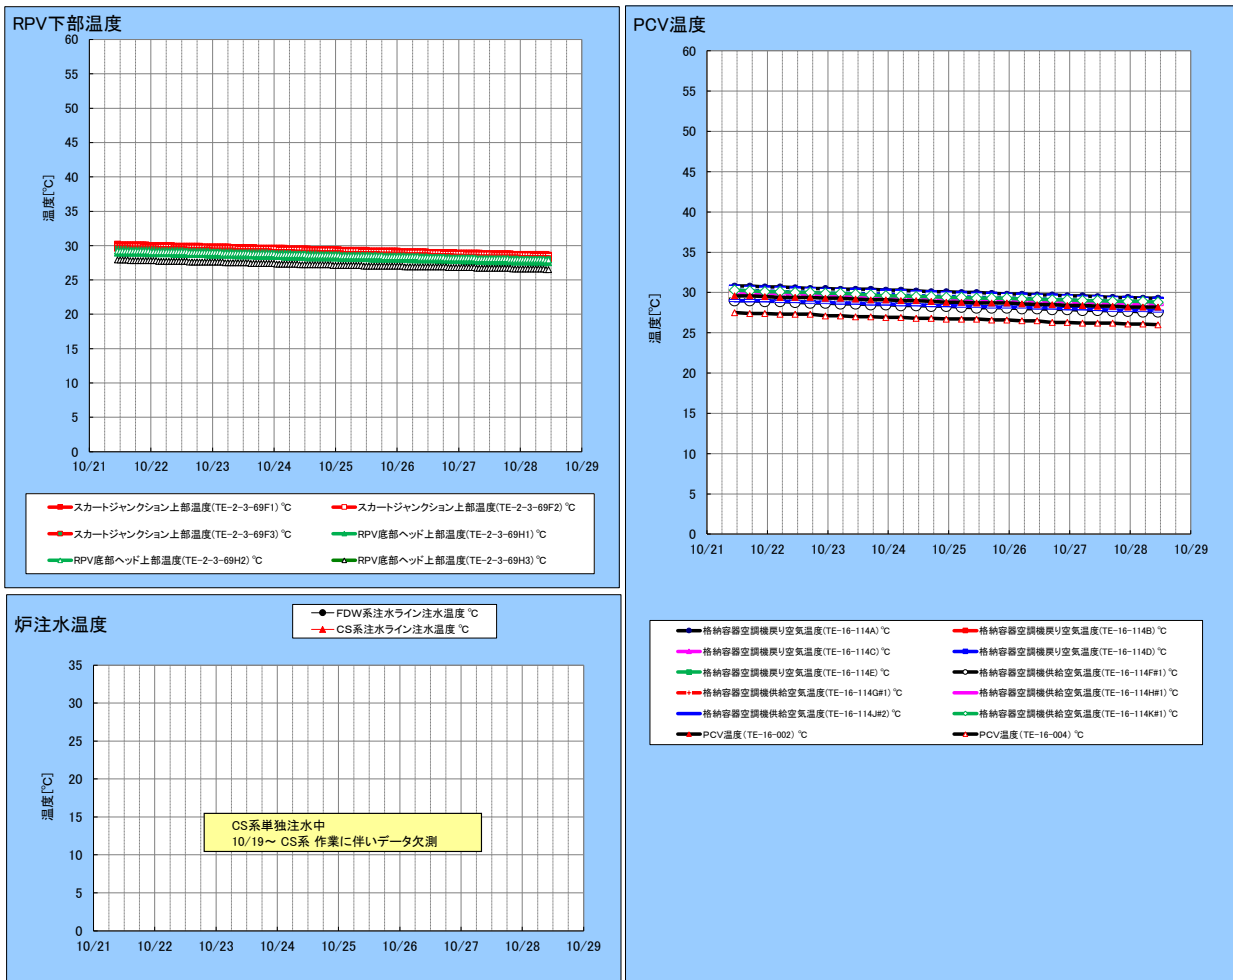 RPV下部温度
60
55
50
45
40
35
30
25
20
15
10
5
0
温度[℃]
10/21 10/22 10/23 10/24 10/25 10/26 10/27 10/28 10/29
スカートジャンクション上部温度(TE-2-3-69F1) ℃
スカートジャンクション上部温度(TE-2-3-69F2) ℃
スカートジャンクション上部温度(TE-2-3-69F3) ℃
RPV底部ヘッド上部温度(TE-2-3-69H1) ℃
RPV底部ヘッド上部温度(TE-2-3-69H2) ℃
RPV底部ヘッド上部温度(TE-2-3-69H3) ℃
炉注水温度
FDW系注水ライン注水温度 ℃
CS系注水ライン注水温度 ℃
35
30
25
20
15
10
5
0
温度[℃]
CS系単独注水中
10/19～ CS系 作業に伴いデータ欠測
10/21 10/22 10/23 10/24 10/25 10/26 10/27 10/28 10/29
PCV温度
60
55
50
45
40
35
30
25
20
15
10
5
0
温度[℃]
10/21 10/22 10/23 10/24 10/25 10/26 10/27 10/28 10/29
格納容器空調機戻り空気温度(TE-16-114A) ℃
格納容器空調機戻り空気温度(TE-16-114B) ℃
格納容器空調機戻り空気温度(TE-16-114C) ℃
格納容器空調機戻り空気温度(TE-16-114D) ℃
格納容器空調機戻り空気温度(TE-16-114E) ℃
格納容器空調機供給空気温度(TE-16-114F#1) ℃
格納容器空調機供給空気温度(TE-16-114G#1) ℃
格納容器空調機供給空気温度(TE-16-114H#1) ℃
格納容器空調機供給空気温度(TE-16-114J#2) ℃
格納容器空調機供給空気温度(TE-16-114K#1) ℃
PCV温度(TE-16-002) ℃
PCV温度(TE-16-004) ℃